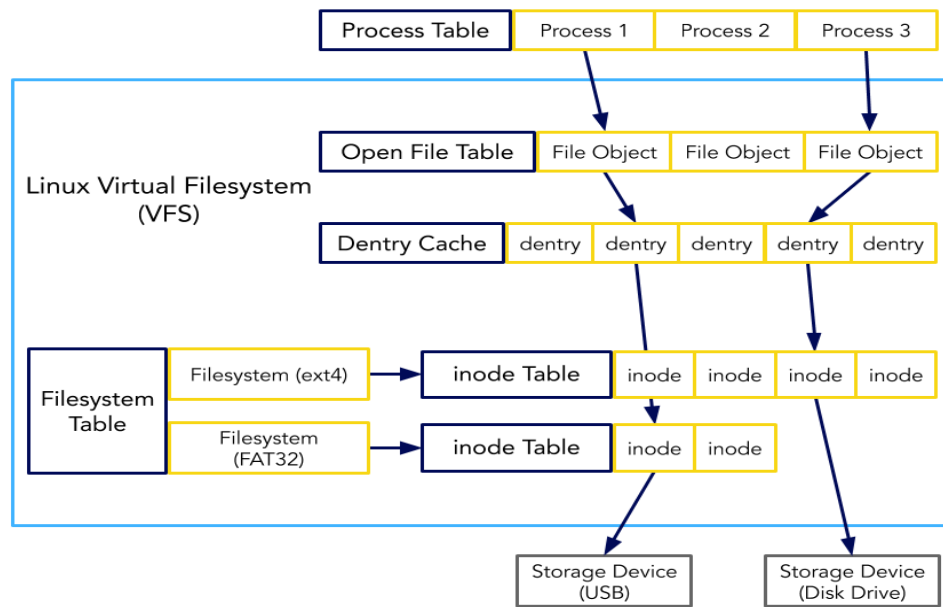 Process Table Process 1 Process 2 Process 3
Open File Table File Object File Object File Object
Linux Virtual Filesystem
(VFS)
Dentry Cache dentry dentry dentry dentry dentry
Filesystem
Table
Filesystem (ext4) inode Table inode inode inode inode
Filesystem
(FAT32)
inode Table inode inode
Storage Device
(USB)
Storage Device
(Disk Drive)